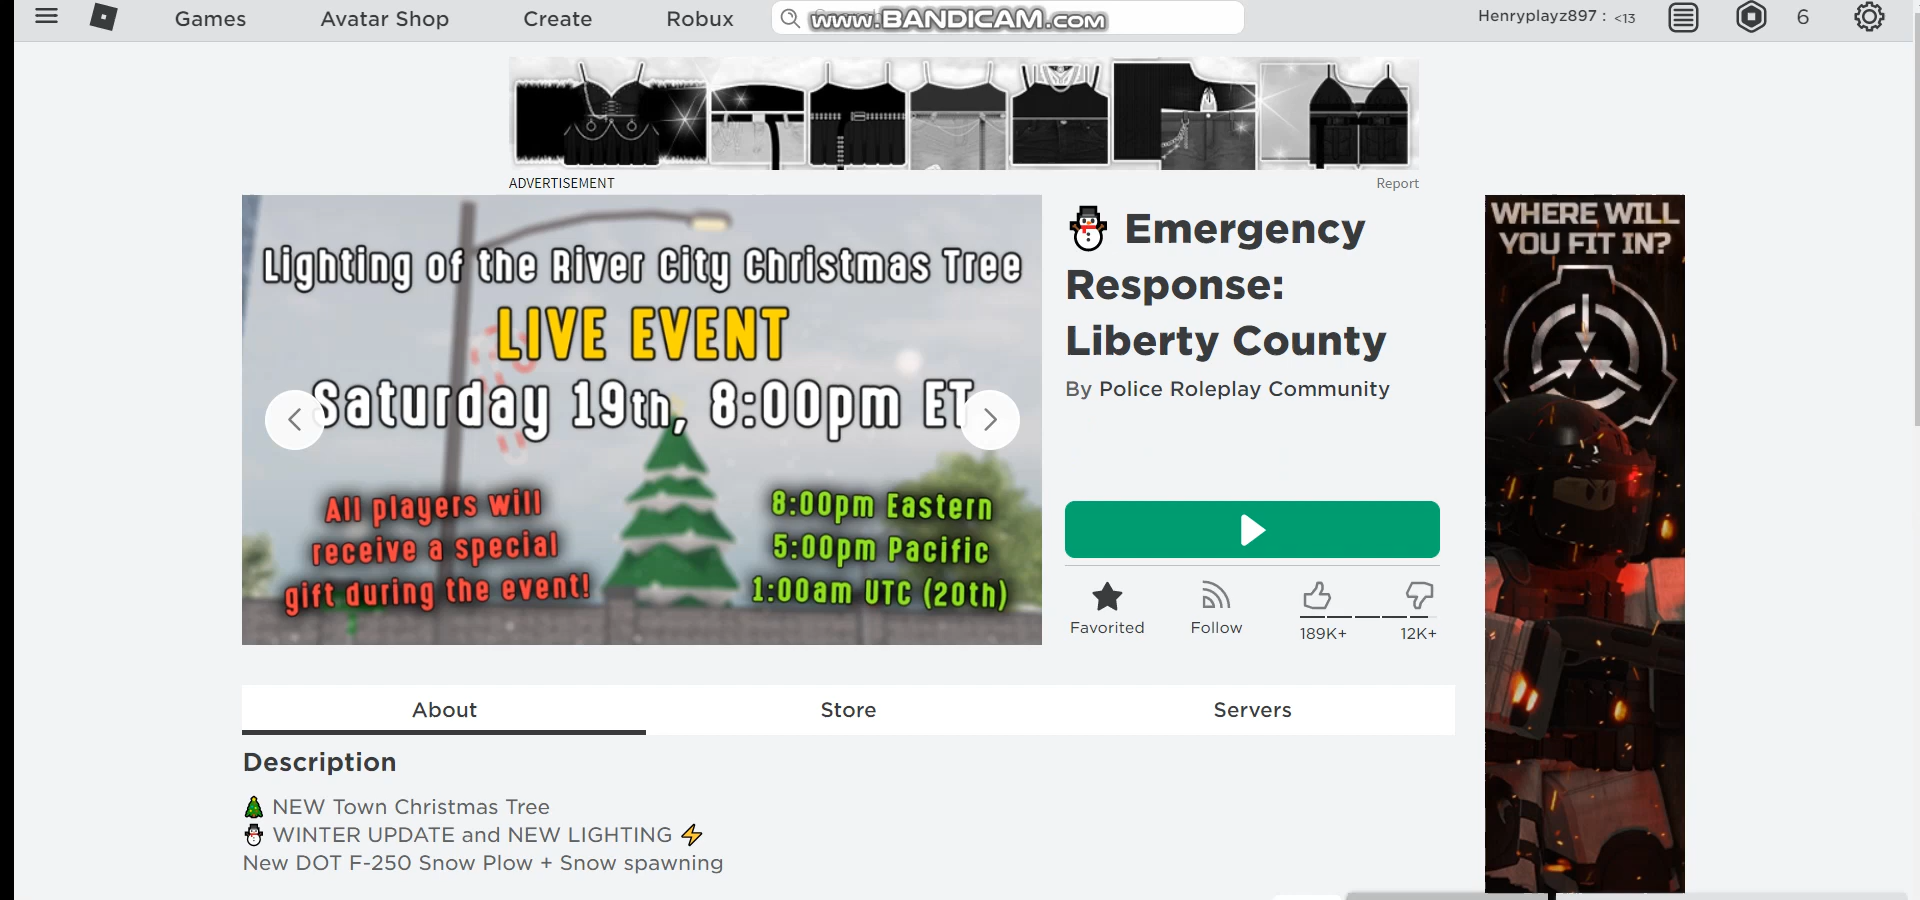 Games
Avatar Shop
Create
Robux
www.BANDICAM.com
Henryplayz897 : <13
6
ADVERTISEMENT
Report
Lighting of the River City Christmas Tree
LIVE EVENT
Saturday 19th, 8:00pm ET
All players will
receive a special
gift during the event!
8:00pm Eastern
5:00pm Pacific
1:00am UTC (20th)
⛄ Emergency
Response:
Liberty County
By Police Roleplay Community
Favorited
Follow
189K+
12K+
WHERE WILL
YOU FIT IN?
About
Store
Servers
Description
🎄 NEW Town Christmas Tree
⛄ WINTER UPDATE and NEW LIGHTING ⚡
New DOT F-250 Snow Plow + Snow spawning